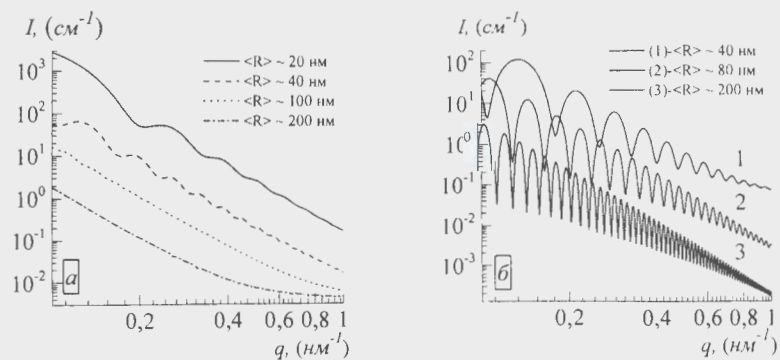 I, (см⁻¹)
<R> ~ 20 нм
<R> ~ 40 нм
<R> ~ 100 нм
<R> ~ 200 нм
10³
10²
10¹
10⁰
10⁻¹
10⁻²
а
0,2 0,4 0,6 0,8 1
q, (нм⁻¹)
I, (см⁻¹)
(1)-<R> ~ 40 нм
(2)-<R> ~ 80 нм
(3)-<R> ~ 200 нм
10²
10¹
10⁰
10⁻¹
10⁻²
10⁻³
1
2
3
б
0,2 0,4 0,6 0,8 1
q, (нм⁻¹)